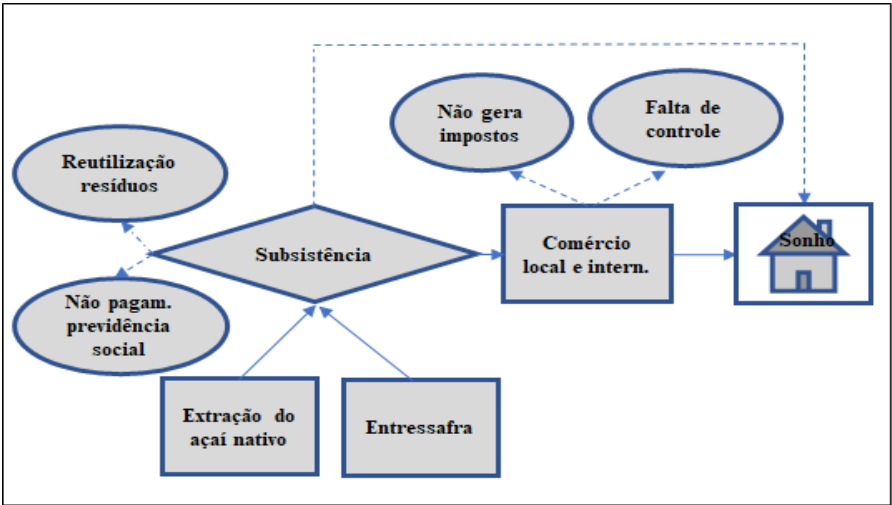 Não gera
impostos
Falta de
controle
Reutilização
resíduos
Subsistência
Comércio
local e intern.
Sonho
Não pagam.
previdência
social
Extração do
açaí nativo
Entressafra